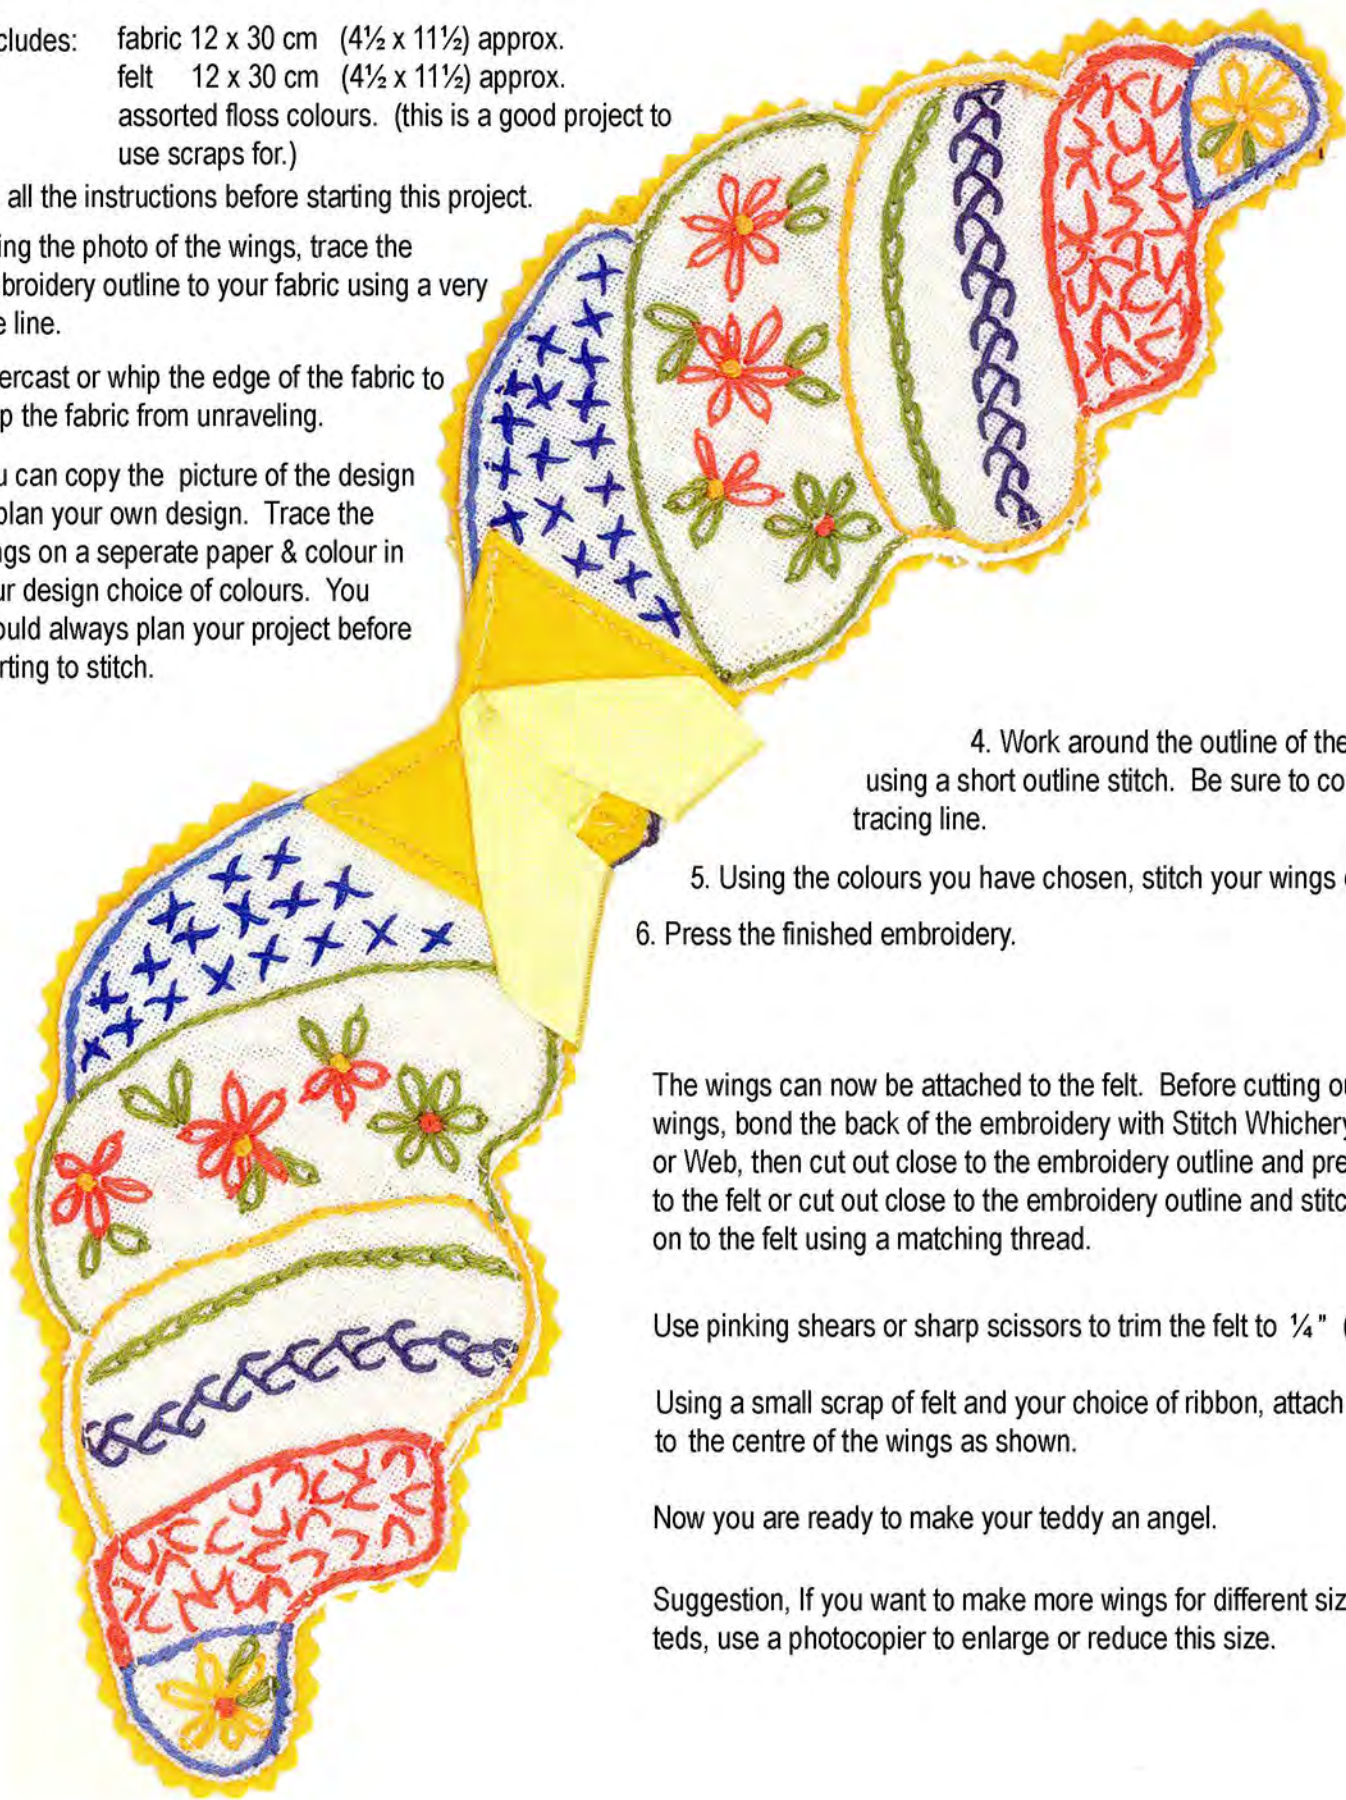 cludes: fabric 12 x 30 cm (4½ x 11½) approx.
felt 12 x 30 cm (4½ x 11½) approx.
assorted floss colours. (this is a good project to
use scraps for.)
all the instructions before starting this project.
ing the photo of the wings, trace the
broidery outline to your fabric using a very
e line.
ercast or whip the edge of the fabric to
p the fabric from unraveling.
u can copy the picture of the design
plan your own design. Trace the
ngs on a seperate paper & colour in
ur design choice of colours. You
ould always plan your project before
rting to stitch.
4. Work around the outline of the
using a short outline stitch. Be sure to co
tracing line.
5. Using the colours you have chosen, stitch your wings
6. Press the finished embroidery.
The wings can now be attached to the felt. Before cutting ou
wings, bond the back of the embroidery with Stitch Whichery
or Web, then cut out close to the embroidery outline and pre
to the felt or cut out close to the embroidery outline and stitc
on to the felt using a matching thread.
Use pinking shears or sharp scissors to trim the felt to ¼" (
Using a small scrap of felt and your choice of ribbon, attach
to the centre of the wings as shown.
Now you are ready to make your teddy an angel.
Suggestion, If you want to make more wings for different siz
teds, use a photocopier to enlarge or reduce this size.